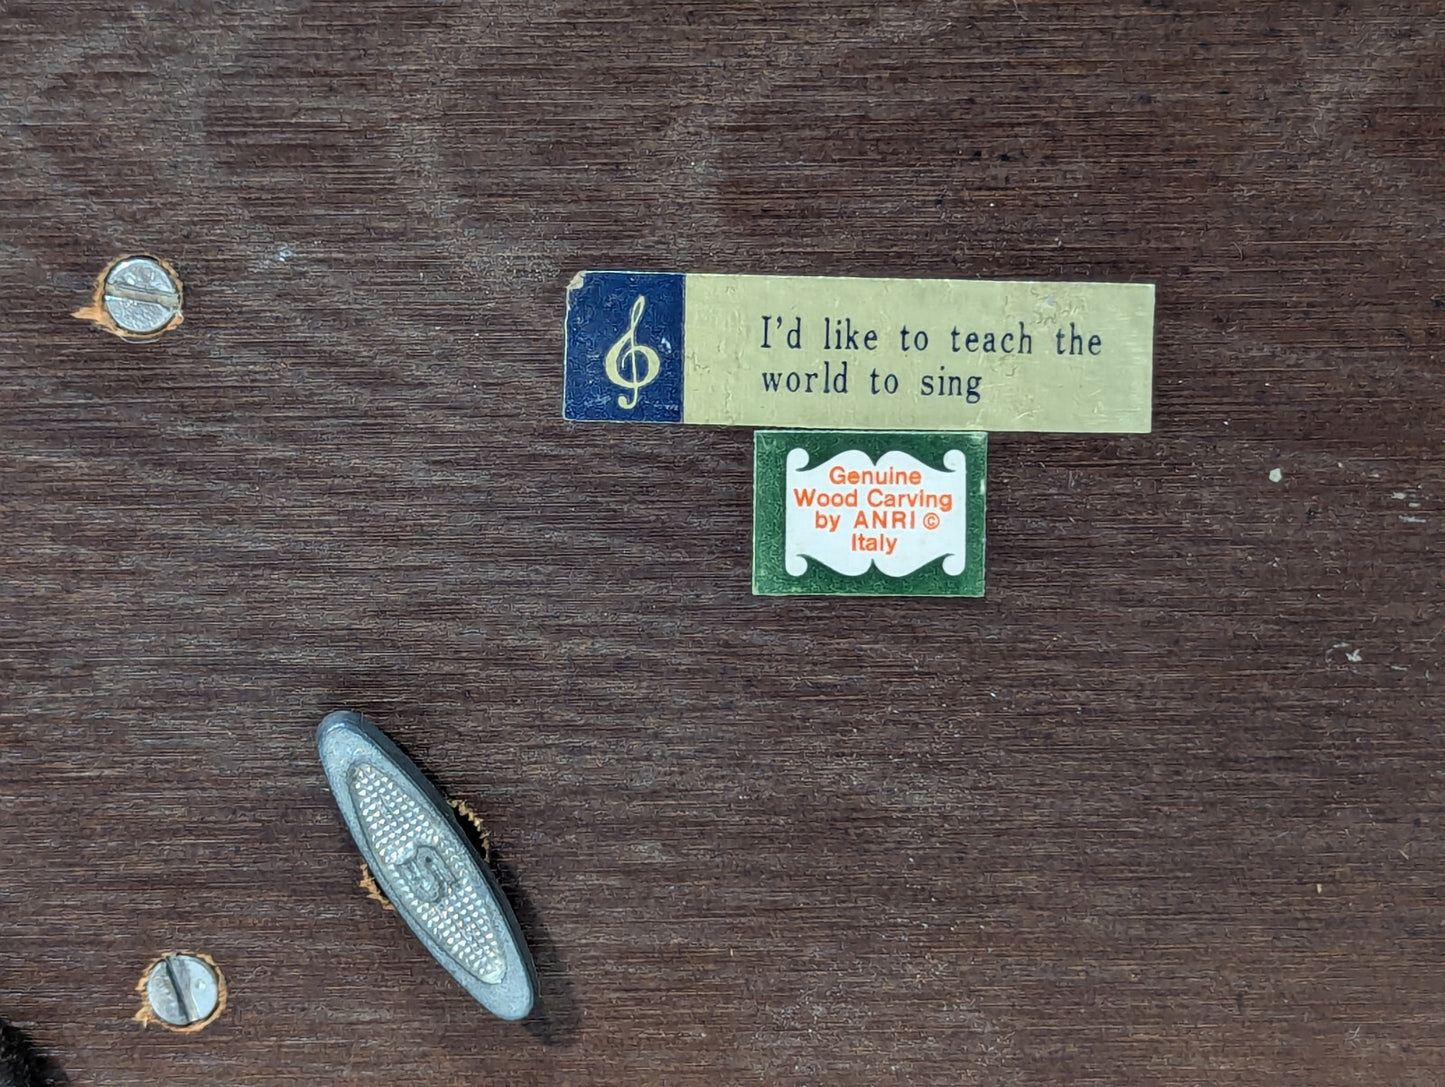 I'd like to teach the
world to sing
Genuine
Wood Carving
by ANRI ©
Italy